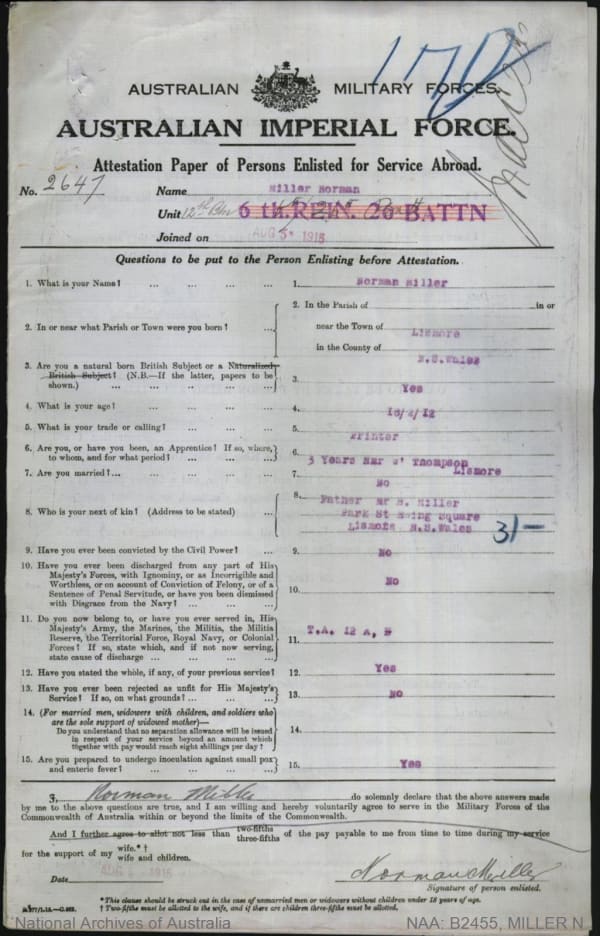 170
AUSTRALIAN MILITARY FORCES.
AUSTRALIAN IMPERIAL FORCE.
Attestation Paper of Persons Enlisted for Service Abroad.
No. 2647 Name Miller Norman
Unit 12th Bn 6 th. REIN. 26 BATTN
Joined on AUG 5 1915
Questions to be put to the Person Enlisting before Attestation.
1. What is your Name? ... ... ... ... 1. Norman Miller
2. In or near what Parish or Town were you born? ... 2. In the Parish of in or
near the Town of Lismore
in the County of N.S.Wales
3. Are you a natural born British Subject or a Naturalized
British Subject? (N.B.—If the latter, papers to be
shown.) ... ... ... ... 3. Yes
4. What is your age? ... ... ... ... 4.
5. What is your trade or calling? ... ... ... 5. Printer
6. Are you, or have you been, an Apprentice? If so, where,
to whom, and for what period? ... ... ... 6. 3 Years Thompson
Lismore
7. Are you married?... ... ... ... ... 7. No
8. Who is your next of kin? (Address to be stated) ... 8. Father Mr Miller
Park St Square
Lismore N.S.Wales
31-
9. Have you ever been convicted by the Civil Power? ... 9. No
10. Have you ever been discharged from any part of His
Majesty's Forces, with Ignominy, or as Incorrigible and
Worthless, or on account of Conviction of Felony, or of a
Sentence of Penal Servitude, or have you been dismissed
with Disgrace from the Navy? ... ... ... 10. No
11. Do you now belong to, or have you ever served in, His
Majesty's Army, the Marines, the Militia, the Militia
Reserve, the Territorial Force, Royal Navy, or Colonial
Forces? If so, state which, and if not now serving,
state cause of discharge ... ... ... ... 11. T.A. 12 A,
12. Have you stated the whole, if any, of your previous service? 12. Yes
13. Have you ever been rejected as unfit for His Majesty's
Service? If so, on what grounds? ... ... ... 13. No
14. (For married men, widowers with children, and soldiers who
are the sole support of widowed mother)—
Do you understand that no separation allowance will be issued
in respect of your service beyond an amount which
together with pay would reach eight shillings per day? ... 14.
15. Are you prepared to undergo inoculation against small pox
and enteric fever? ... ... ... ... 15. Yes
I, Norman Miller do solemnly declare that the above answers made
by me to the above questions are true, and I am willing and hereby voluntarily agree to serve in the Military Forces of the
Commonwealth of Australia within or beyond the limits of the Commonwealth.
And I further agree to allot not less than two-fifths three-fifths of the pay payable to me from time to time during my service
for the support of my wife.* † wife and children.
Date AUG 5 1915 Norman Miller
Signature of person enlisted.
*This clause should be struck out in the case of unmarried men or widowers without children under 18 years of age.
† Two-fifths must be allotted to the wife, and if there are children three-fifths must be allotted.
National Archives of Australia NAA: B2455, MILLER N